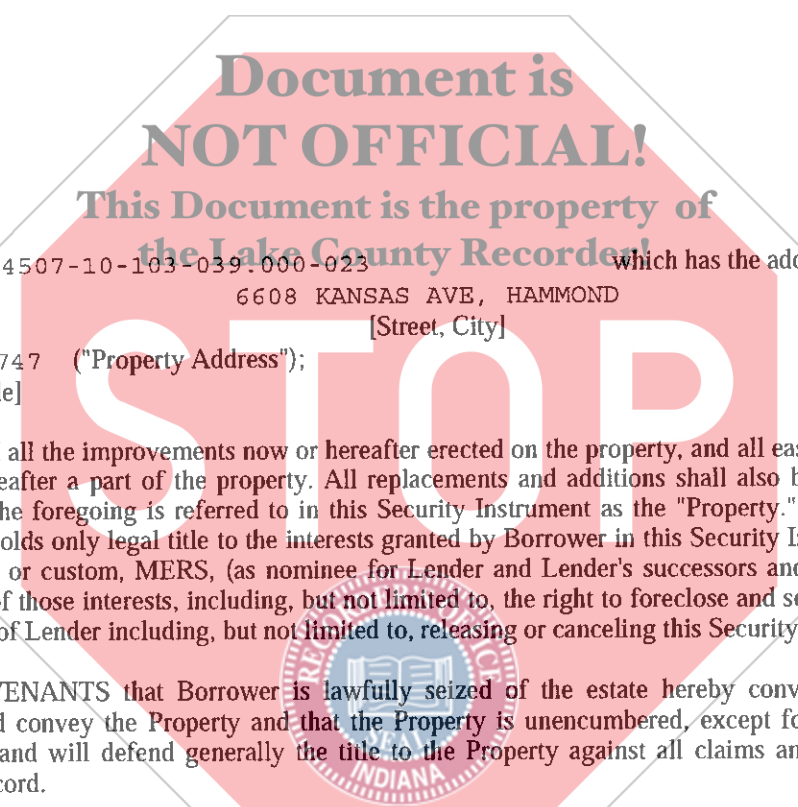 Document is
NOT OFFICIAL!
This Document is the property of
the Lake County Recorder!
4507-10-103-039.000-023 which has the add
6608 KANSAS AVE, HAMMOND
[Street, City]
747 ("Property Address");
le]
STOP
all the improvements now or hereafter erected on the property, and all eas
eafter a part of the property. All replacements and additions shall also b
he foregoing is referred to in this Security Instrument as the "Property."
olds only legal title to the interests granted by Borrower in this Security I
or custom, MERS, (as nominee for Lender and Lender's successors and
f those interests, including, but not limited to, the right to foreclose and se
of Lender including, but not limited to, releasing or canceling this Security
VENANTS that Borrower is lawfully seized of the estate hereby conv
d convey the Property and that the Property is unencumbered, except fo
and will defend generally the title to the Property against all claims an
cord.
RECORDER'S OFFICE
SEAL
INDIANA